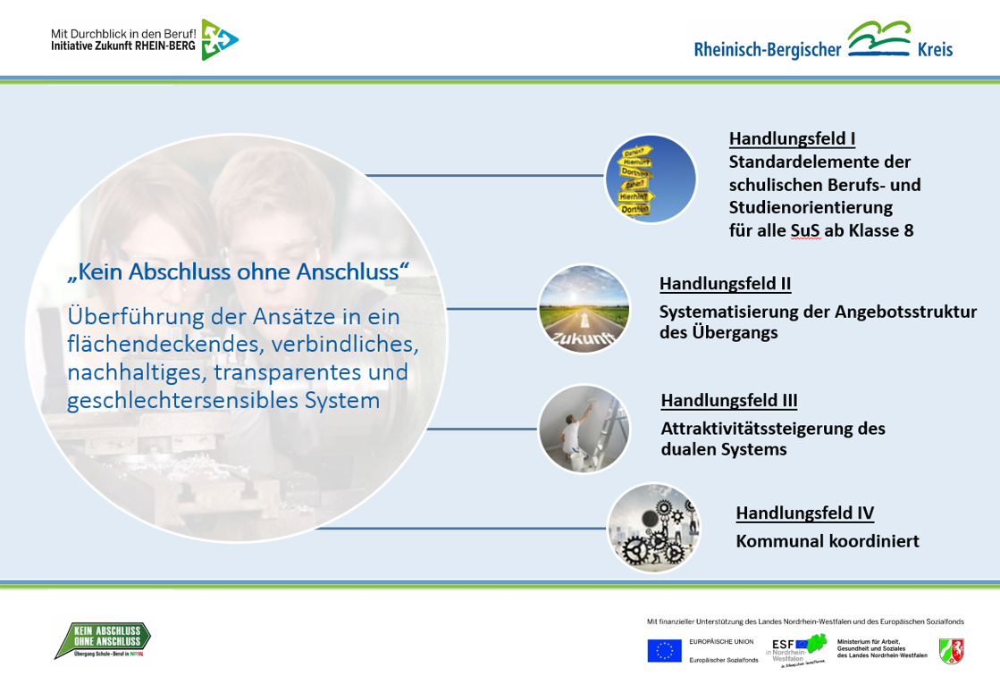 Mit Durchblick in den Beruf!
Initiative Zukunft RHEIN-BERG
Rheinisch-Bergischer Kreis
„Kein Abschluss ohne Anschluss“
Überführung der Ansätze in ein
flächendeckendes, verbindliches,
nachhaltiges, transparentes und
geschlechtersensibles System
Dahin?
Hierhin?
Dorthin?
Dahin?
Hierhin?
Dorthin?
Handlungsfeld I
Standardelemente der
schulischen Berufs- und
Studienorientierung
für alle SuS ab Klasse 8
Zukunft
Handlungsfeld II
Systematisierung der Angebotsstruktur
des Übergangs
Handlungsfeld III
Attraktivitätssteigerung des
dualen Systems
Handlungsfeld IV
Kommunal koordiniert
KEIN ABSCHLUSS
OHNE ANSCHLUSS
Übergang Schule-Beruf in NRW.
Mit finanzieller Unterstützung des Landes Nordrhein-Westfalen und des Europäischen Sozialfonds
EUROPÄISCHE UNION
Europäischer Sozialfonds
ESF
in Nordrhein-
Westfalen
in Menschen investieren.
Ministerium für Arbeit,
Gesundheit und Soziales
des Landes Nordrhein-Westfalen